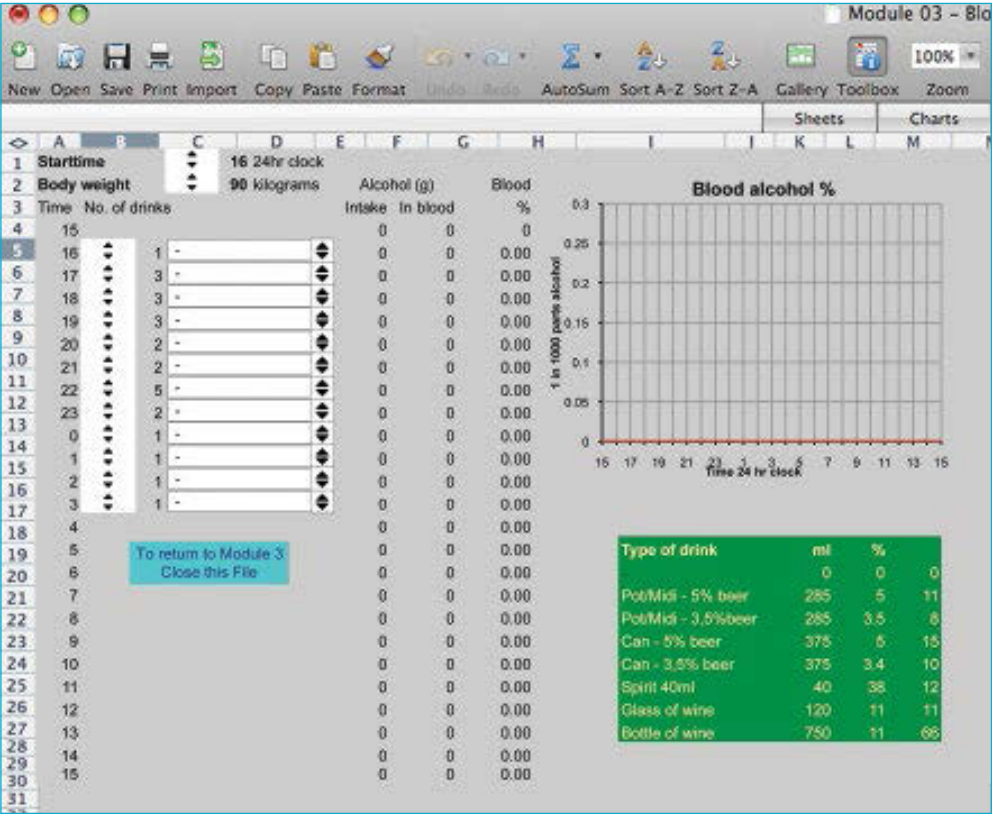 Module 03 - Blo
New Open Save Print Import Copy Paste Format Undo Redo AutoSum Sort A-Z Sort Z-A Gallery Toolbox Zoom
100%
Sheets Charts
A B C D E F G H I J K L M
1 Starttime 16 24hr clock
2 Body weight 90 kilograms Alcohol (g) Blood
3 Time No. of drinks Intake In blood %
4 15 0 0 0
5 16 1 - 0 0 0.00
6 17 3 - 0 0 0.00
7 18 3 - 0 0 0.00
8 19 3 - 0 0 0.00
9 20 2 - 0 0 0.00
10 21 2 - 0 0 0.00
11 22 5 - 0 0 0.00
12 23 2 - 0 0 0.00
13 0 1 - 0 0 0.00
14 1 1 - 0 0 0.00
15 2 1 - 0 0 0.00
16 3 1 - 0 0 0.00
17 4 0 0 0.00
18 5 0 0 0.00
19 6 0 0 0.00
20 7 0 0 0.00
21 8 0 0 0.00
22 9 0 0 0.00
23 10 0 0 0.00
24 11 0 0 0.00
25 12 0 0 0.00
26 13 0 0 0.00
27 14 0 0 0.00
28 15 0 0 0.00
29
30
31
To return to Module 3
Close this File
Blood alcohol %
0.3
0.25
0.2
0.15
0.1
0.05
0
1 in 1000 parts alcohol
15 17 19 21 23 1 3 5 7 9 11 13 15
Time 24 hr clock
Type of drink ml %
0 0 0
Pot/Midi - 5% beer 285 5 11
Pot/Midi - 3,5%beer 285 3.5 8
Can - 5% beer 375 5 15
Can - 3,5% beer 375 3.4 10
Spirit 40ml 40 38 12
Glass of wine 120 11 11
Bottle of wine 750 11 66